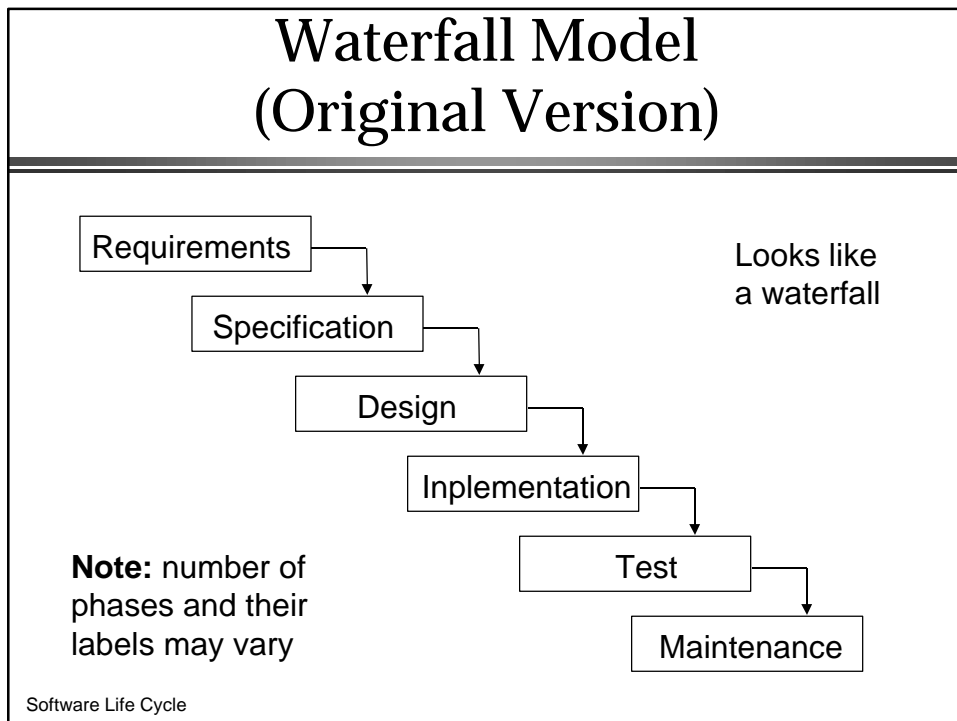 Waterfall Model
(Original Version)
Requirements
Looks like
a waterfall
Specification
Design
Inplementation
Test
Note: number of
phases and their
labels may vary
Maintenance
Software Life Cycle